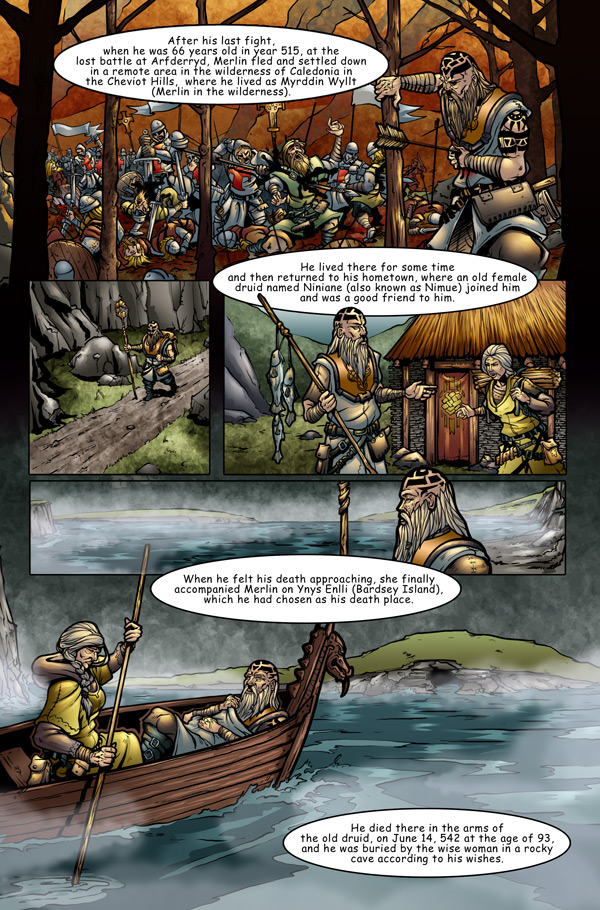 After his last fight,
when he was 66 years old in year 515, at the
lost battle at Arfderryd, Merlin fled and settled down
in a remote area in the wilderness of Caledonia in
the Cheviot Hills, where he lived as Myrddin Wyllt
(Merlin in the wilderness).
He lived there for some time
and then returned to his hometown, where an old female
druid named Niniane (also known as Nimue) joined him
and was a good friend to him.
When he felt his death approaching, she finally
accompanied Merlin on Ynys Enlli (Bardsey Island),
which he had chosen as his death place.
He died there in the arms of
the old druid, on June 14, 542 at the age of 93,
and he was buried by the wise woman in a rocky
cave according to his wishes.